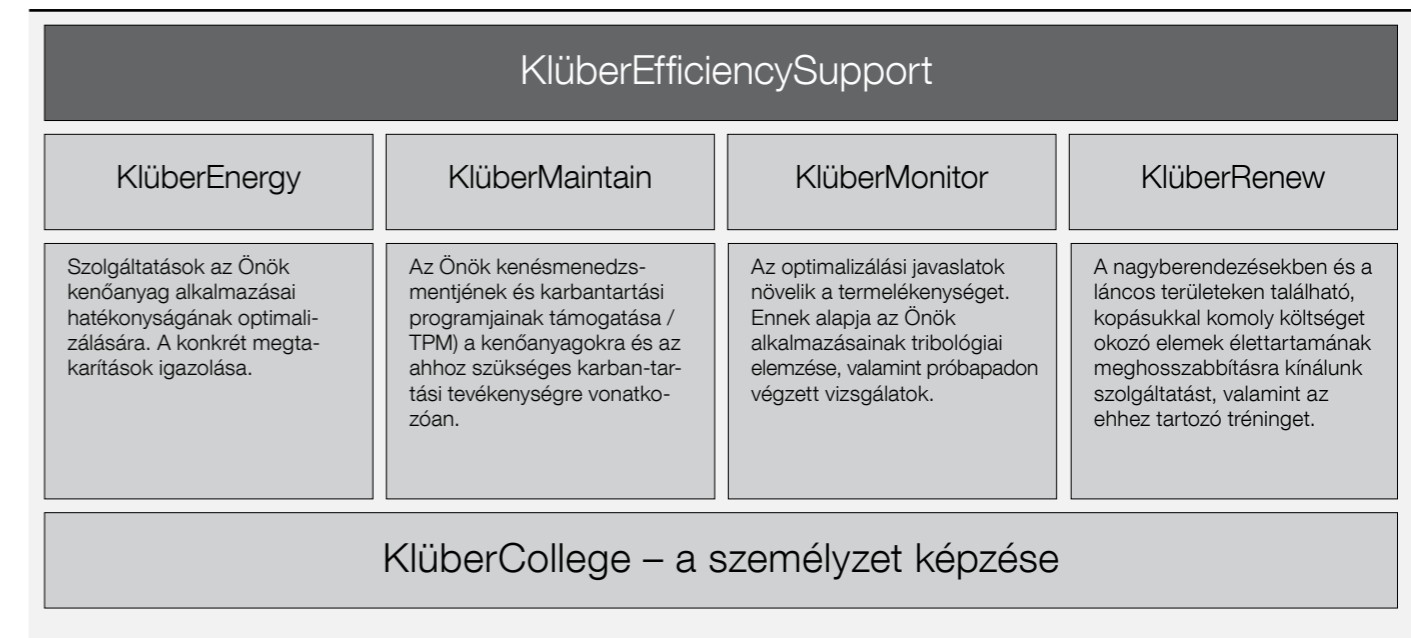 KlüberEfficiencySupport
KlüberEnergy
Szolgáltatások az Önök
kenőanyag alkalmazásai
hatékonyságának optimali-
zálására. A konkrét megta-
karítások igazolása.
KlüberMaintain
Az Önök kenésmenedzs-
mentjének és karbantartási
programjainak támogatása /
TPM) a kenőanyagokra és az
ahhoz szükséges karban-tar-
tási tevékenységre vonatko-
zóan.
KlüberMonitor
Az optimalizálási javaslatok
növelik a termelékenységet.
Ennek alapja az Önök
alkalmazásainak tribológiai
elemzése, valamint próbapadon
végzett vizsgálatok.
KlüberRenew
A nagyberendezésekben és a
láncos területeken található,
kopásukkal komoly költséget
okozó elemek élettartamának
meghosszabbításra kínálunk
szolgáltatást, valamint az
ehhez tartozó tréninget.
KlüberCollege – a személyzet képzése